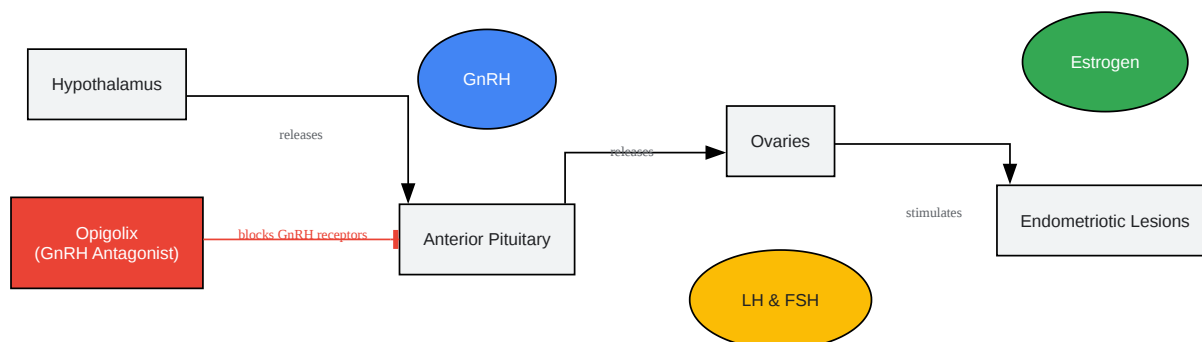 Hypothalamus
GnRH
Estrogen
releases
releases
Ovaries
Opigolix
(GnRH Antagonist)
blocks GnRH receptors
Anterior Pituitary
stimulates
Endometriotic Lesions
LH & FSH